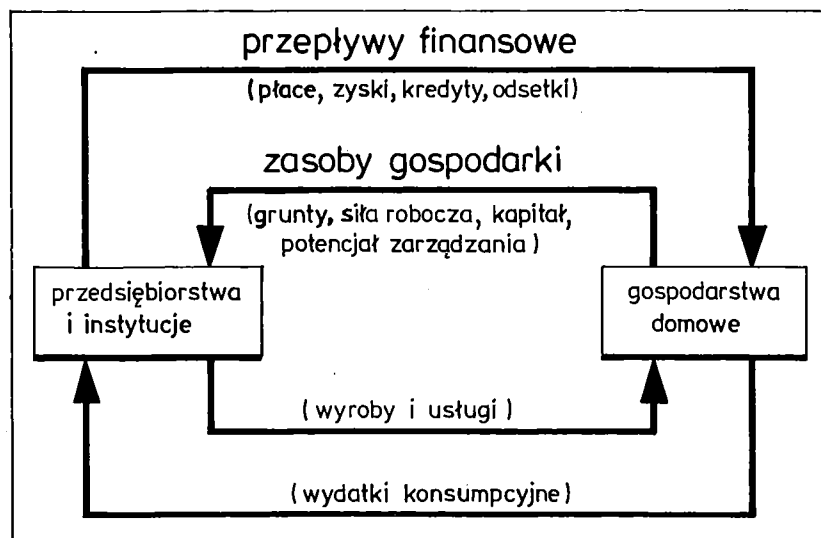 przepływy finansowe
(płace, zyski, kredyty, odsetki)
zasoby gospodarki
(grunty, siła robocza, kapitał,
potencjał zarządzania)
przedsiębiorstwa
i instytucje
gospodarstwa
domowe
(wyroby i usługi)
(wydatki konsumpcyjne)